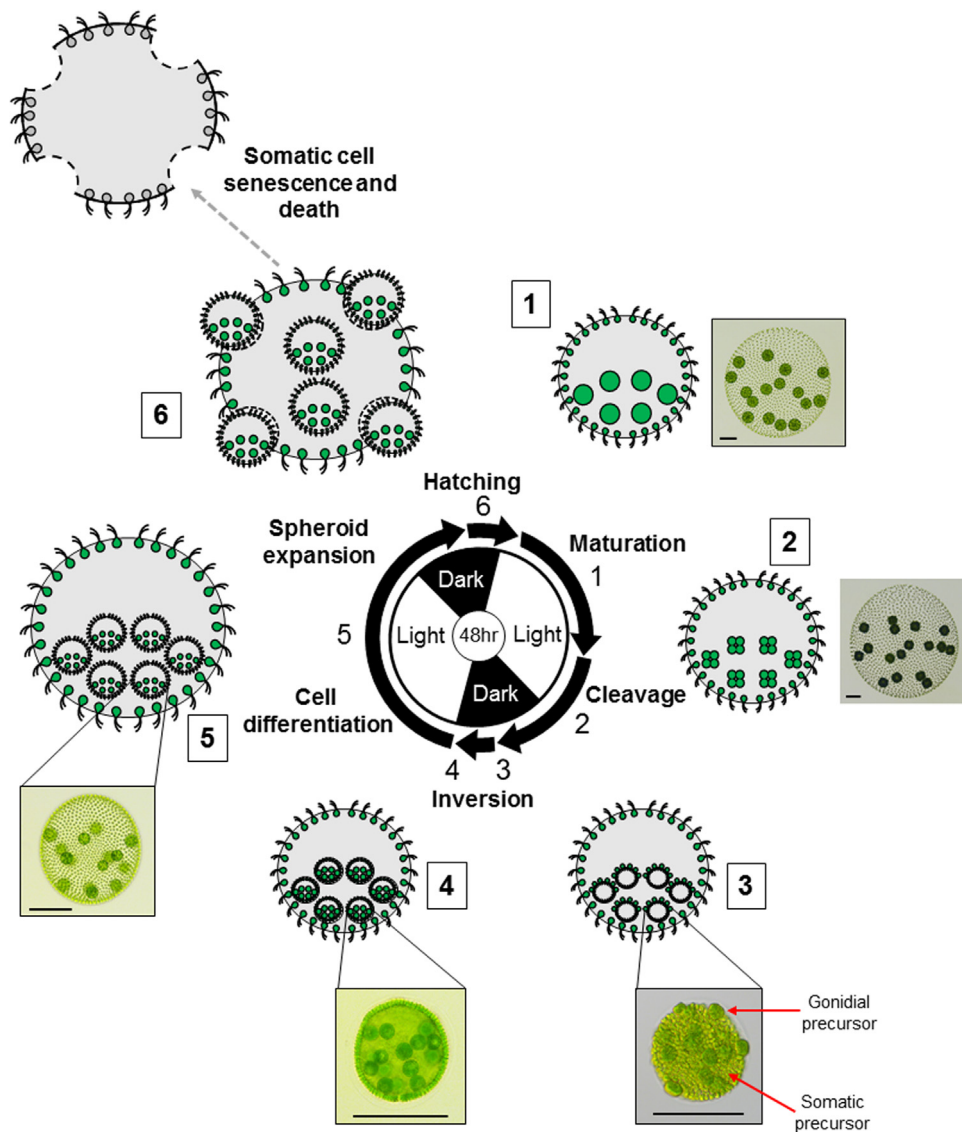 Somatic cell
senescence and
death
1
6
2
Hatching
6
Spheroid
expansion
Maturation
1
Dark
5
Light
48hr
Light
Dark
Cell
differentiation
Cleavage
2
4
3
Inversion
5
4
3
Gonidial
precursor
Somatic
precursor